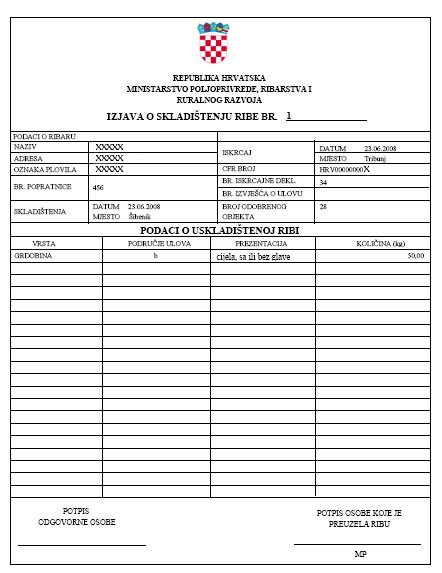 REPUBLIKA HRVATSKA
MINISTARSTVO POLJOPRIVREDE, RIBARSTVA I
RURALNOG RAZVOJA
IZJAVA O SKLADIŠTENJU RIBE BR. 1
PODACI O RIBARU
NAZIV XXXXX
ADRESA XXXXX
OZNAKA PLOVILA XXXXX
ISKRCAJ DATUM 23.06.2008
MJESTO Tribunj
CFR BROJ HRV00000000X
BR. POPRATNICE 456
BR. ISKRCAJNE DEKL. 34
BR. IZVJEŠĆA O ULOVU
SKLADIŠTENJA DATUM 23.06.2008
MJESTO Šibenik
BROJ ODOBRENOG
OBJEKTA 28
PODACI O USKLADIŠTENOJ RIBI
VRSTA PODRUČJE ULOVA PREZENTACIJA KOLIČINA (kg)
GRDOBINA b cijela, sa ili bez glave 50,00
POTPIS
ODGOVORNE OSOBE
POTPIS OSOBE KOJE JE
PREUZELA RIBU
MP